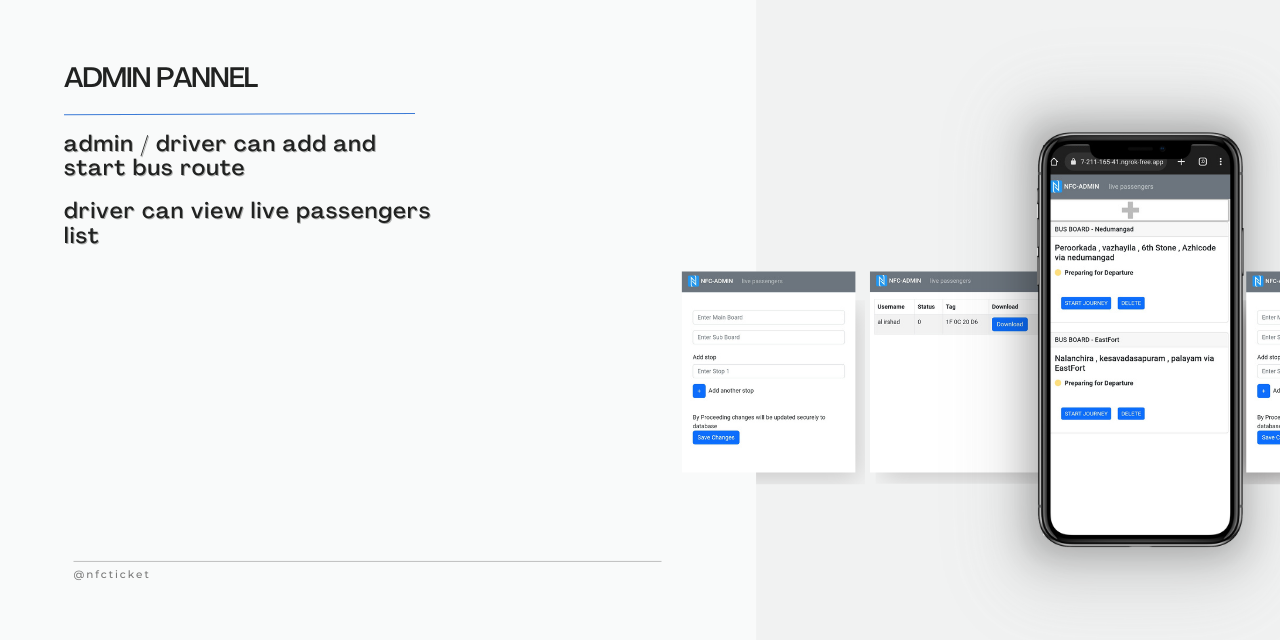 ADMIN PANNEL
admin / driver can add and
start bus route
driver can view live passengers
list
@nfcticket
NFC-ADMIN live passengers
Enter Main Board
Enter Sub Board
Add stop
Enter Stop 1
+ Add another stop
By Proceeding changes will be updated securely to
database
Save Changes
NFC-ADMIN live passengers
Username Status Tag Download
al irshad 0 1F 0C 20 D6 Download
7-211-165-41.ngrok-free.app
NFC-ADMIN live passengers
BUS BOARD - Nedumangad
Peroorkada , vazhayila , 6th Stone , Azhicode
via nedumangad
Preparing for Departure
START JOURNEY DELETE
BUS BOARD - EastFort
Nalanchira , kesavadasapuram , palayam via
EastFort
Preparing for Departure
START JOURNEY DELETE
NFC-
Enter
Enter S
Add stop
Enter S
+ Ad
By Proce
databas
Save C